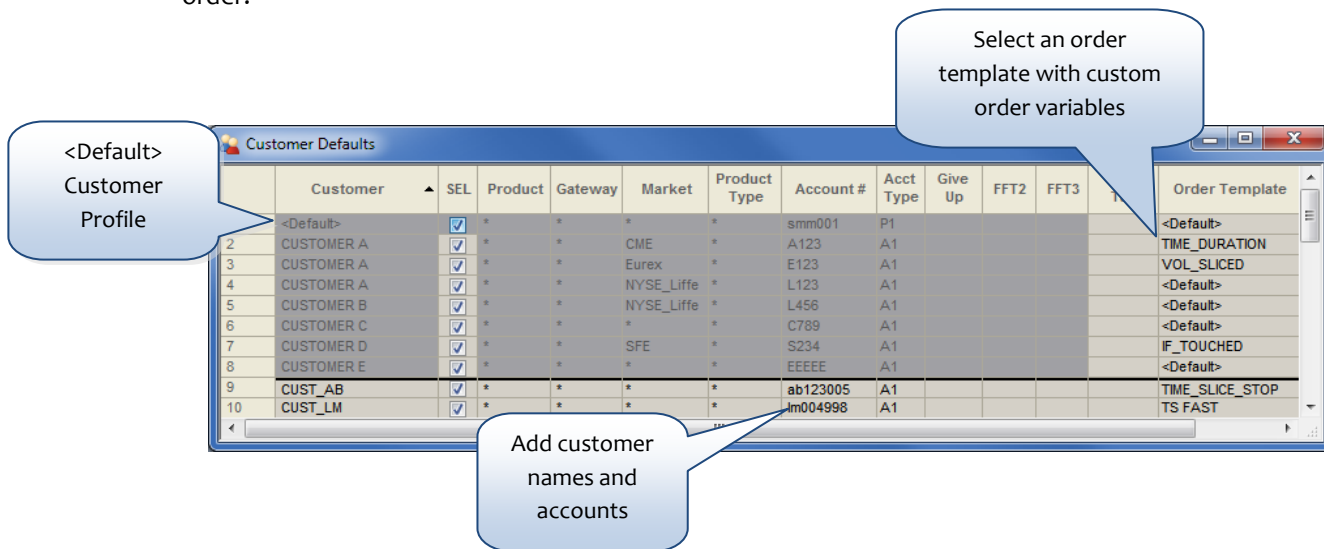 order.
Select an order
template with custom
order variables
<Default>
Customer
Profile
Customer Defaults
Customer SEL Product Gateway Market Product Type Account # Acct Type Give Up FFT2 FFT3 Order Template
<Default> * * * * smm001 P1 <Default>
2 CUSTOMER A * * CME * A123 A1 TIME_DURATION
3 CUSTOMER A * * Eurex * E123 A1 VOL_SLICED
4 CUSTOMER A * * NYSE_Liffe * L123 A1 <Default>
5 CUSTOMER B * * NYSE_Liffe * L456 A1 <Default>
6 CUSTOMER C * * * * C789 A1 <Default>
7 CUSTOMER D * * SFE * S234 A1 IF_TOUCHED
8 CUSTOMER E * * * * EEEEE A1 <Default>
9 CUST_AB * * * * ab123005 A1 TIME_SLICE_STOP
10 CUST_LM * * * * lm004998 A1 TS FAST
Add customer
names and
accounts